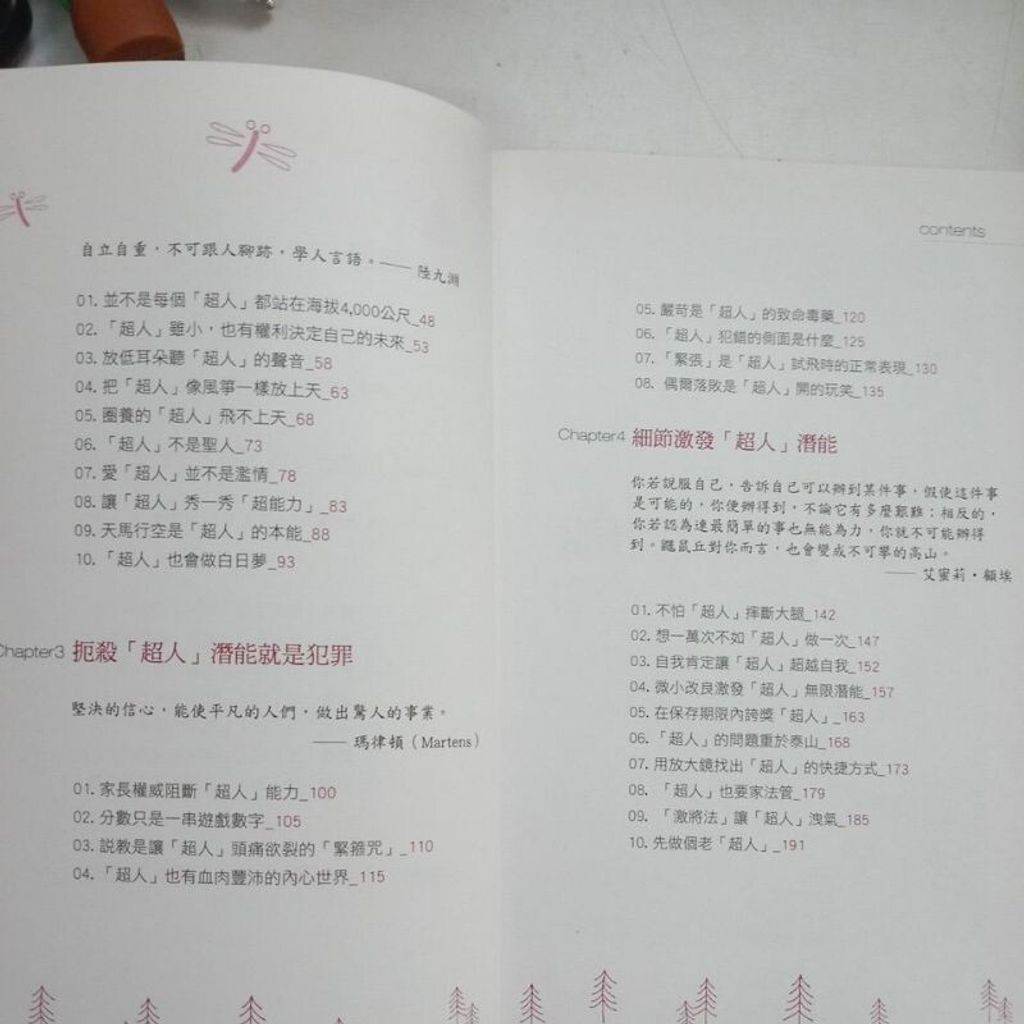 自立自重，不可跟人腳跡，學人言語。—— 陸九淵
01. 並不是每個「超人」都站在海拔4,000公尺_48
02.「超人」雖小，也有權利決定自己的未來_53
03. 放低耳朵聽「超人」的聲音_58
04. 把「超人」像風箏一樣放上天_63
05. 圈養的「超人」飛不上天_68
06.「超人」不是聖人_73
07. 愛「超人」並不是濫情_78
08. 讓「超人」秀一秀「超能力」_83
09. 天馬行空是「超人」的本能_88
10.「超人」也會做白日夢_93
Chapter3 扼殺「超人」潛能就是犯罪
堅決的信心，能使平凡的人們，做出驚人的事業。
—— 瑪律頓（Martens）
01. 家長權威阻斷「超人」能力_100
02. 分數只是一串遊戲數字_105
03. 説教是讓「超人」頭痛欲裂的「緊箍咒」_110
04.「超人」也有血肉豐沛的內心世界_115
contents
05. 嚴苛是「超人」的致命毒藥_120
06.「超人」犯錯的側面是什麼_125
07.「緊張」是「超人」試飛時的正常表現_130
08. 偶爾落敗是「超人」開的玩笑_135
Chapter4 細節激發「超人」潛能
你若說服自己，告訴自己可以辦到某件事，假使這件事
是可能的，你便辦得到，不論它有多麼艱難；相反的，
你若認為連最簡單的事也無能為力，你就不可能辦得
到。鼴鼠丘對你而言，也會變成不可攀的高山。
—— 艾蜜莉・顧埃
01. 不怕「超人」摔斷大腿_142
02. 想一萬次不如「超人」做一次_147
03. 自我肯定讓「超人」超越自我_152
04. 微小改良激發「超人」無限潛能_157
05. 在保存期限內誇獎「超人」_163
06.「超人」的問題重於泰山_168
07. 用放大鏡找出「超人」的快捷方式_173
08. 「超人」也要家法管_179
09. 「激將法」讓「超人」洩氣_185
10. 先做個老「超人」_191